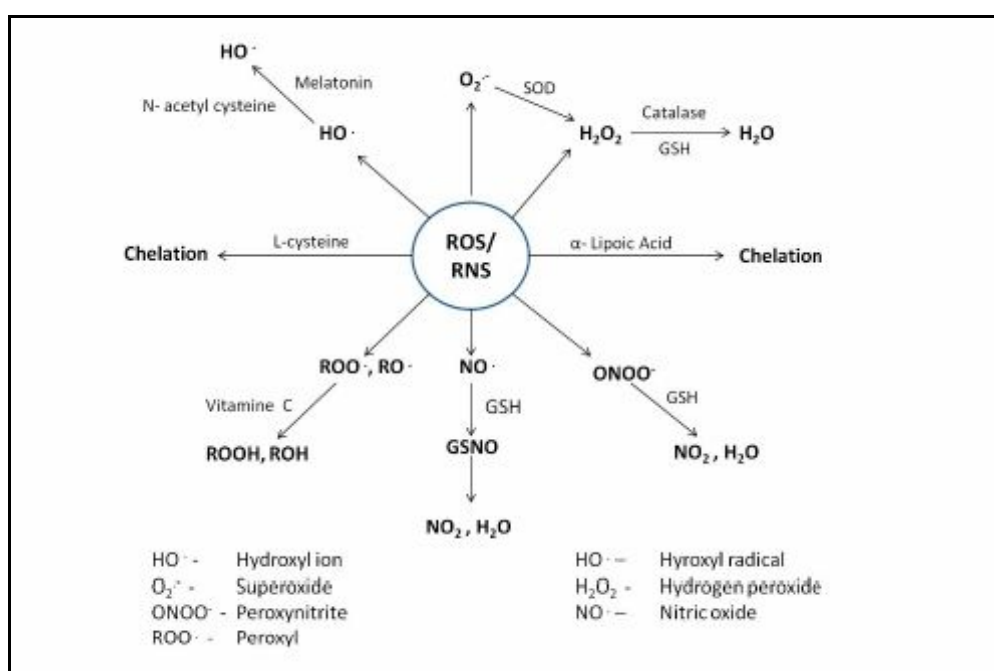 HO ·
Melatonin
N- acetyl cysteine
HO ·
O₂·⁻
SOD
H₂O₂
Catalase
GSH
H₂O
ROS/
RNS
L-cysteine
Chelation
α- Lipoic Acid
Chelation
ROO ·, RO ·
NO ·
ONOO⁻
Vitamine C
GSH
GSH
ROOH, ROH
GSNO
NO₂ , H₂O
NO₂ , H₂O
HO · - Hydroxyl ion
O₂·⁻ - Superoxide
ONOO⁻ - Peroxynitrite
ROO · - Peroxyl
HO · – Hyroxyl radical
H₂O₂ - Hydrogen peroxide
NO · – Nitric oxide